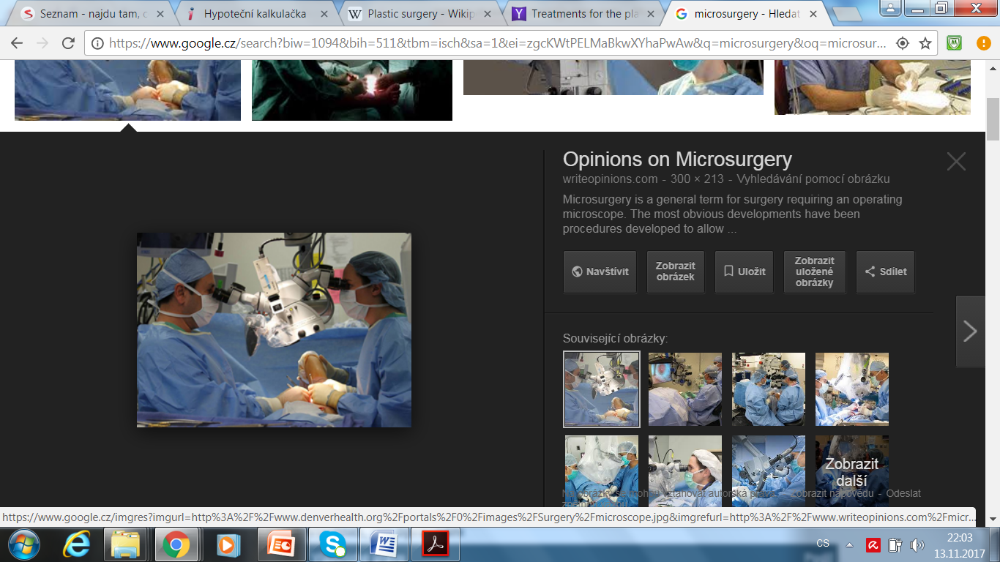 Seznam - najdu tam, c
Hypoteční kalkulačka
Plastic surgery - Wikip
Treatments for the pla
microsurgery - Hledat
https://www.google.cz/search?biw=1094&bih=511&tbm=isch&sa=1&ei=zgcKWtPELMaBkwXYhaPwAw&q=microsurgery&oq=microsur...
Opinions on Microsurgery
writeopinions.com - 300 × 213 - Vyhledávání pomocí obrázku
Microsurgery is a general term for surgery requiring an operating
microscope. The most obvious developments have been
procedures developed to allow ...
Navštívit
Zobrazit
obrázek
Uložit
Zobrazit
uložené
obrázky
Sdílet
Související obrázky:
Zobrazit
další
autorská
zobrazit nápovědu - Odeslat
https://www.google.cz/imgres?imgurl=http%3A%2F%2Fwww.denverhealth.org%2Fportals%2F0%2Fimages%2FSurgery%2Fmicroscope.jpg&imgrefurl=http%3A%2F%2Fwww.writeopinions.com%2Fmicr...
CS
22:03
13.11.2017